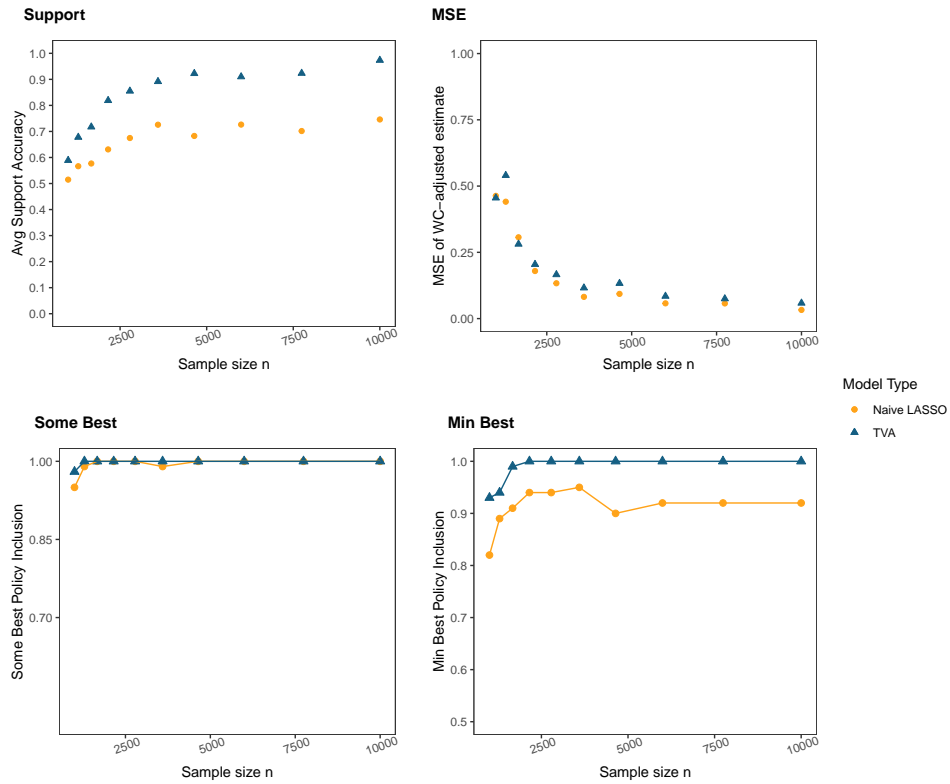 Support
MSE
1.0
0.9
0.8
0.7
0.6
0.5
0.4
0.3
0.2
0.1
0.0
Avg Support Accuracy
2500
5000
7500
10000
Sample size n
1.00
0.75
0.50
0.25
0.00
MSE of WC−adjusted estimate
2500
5000
7500
10000
Sample size n
Model Type
Naive LASSO
TVA
Some Best
Min Best
1.00
0.85
0.70
Some Best Policy Inclusion
2500
5000
7500
10000
Sample size n
1.0
0.9
0.8
0.7
0.6
0.5
Min Best Policy Inclusion
2500
5000
7500
10000
Sample size n